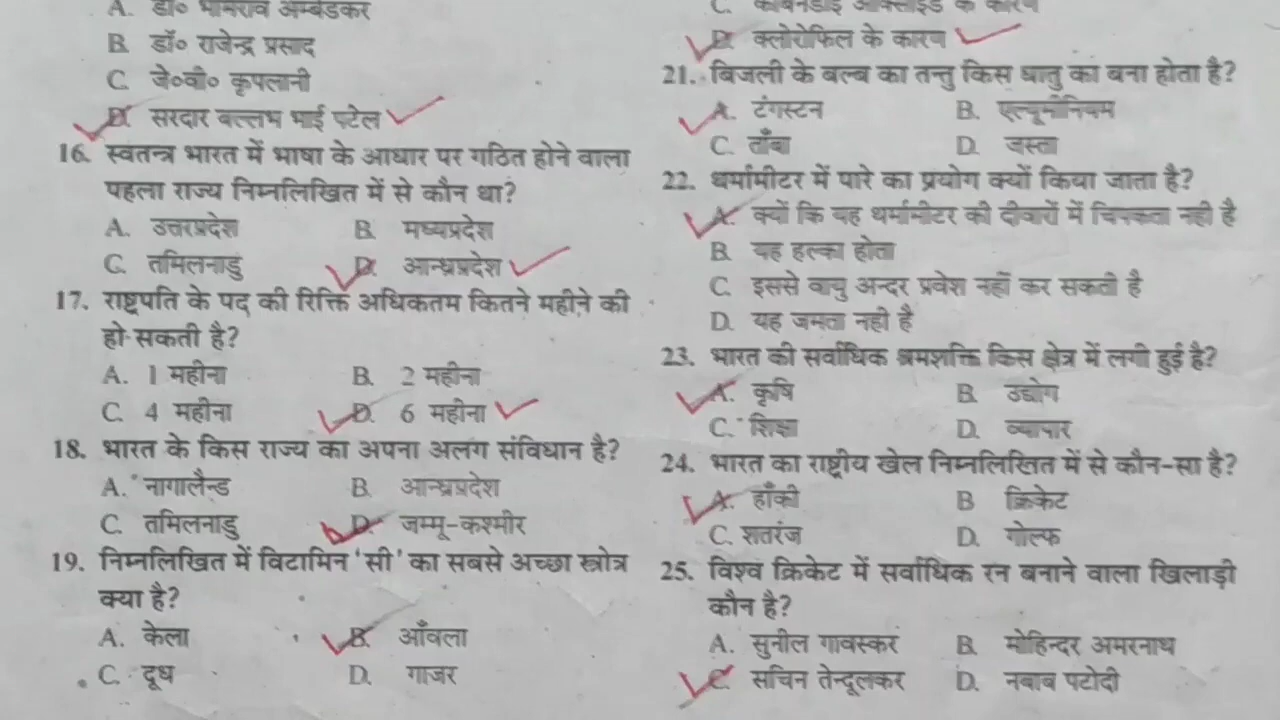 A. डॉ० भीमराव अम्बेडकर
B. डॉ० राजेन्द्र प्रसाद
C. जे०वी० कृपलानी
D. सरदार बल्लभ भाई पटेल
16. स्वतन्त्र भारत में भाषा के आधार पर गठित होने वाला
पहला राज्य निम्नलिखित में से कौन था?
A. उत्तरप्रदेश B. मध्यप्रदेश
C. तमिलनाडु D. आन्ध्रप्रदेश
17. राष्ट्रपति के पद की रिक्ति अधिकतम कितने महीने की
हो सकती है?
A. 1 महीना B. 2 महीना
C. 4 महीना D. 6 महीना
18. भारत के किस राज्य का अपना अलग संविधान है?
A. नागालैन्ड B. आन्ध्रप्रदेश
C. तमिलनाडु D. जम्मू-कश्मीर
19. निम्नलिखित में विटामिन 'सी' का सबसे अच्छा स्त्रोत्र
क्या है?
A. केला B. आँवला
C. दूध D. गाजर
C. कार्बनडाई आक्साइड के कारण
D. क्लोरोफिल के कारण
21. बिजली के बल्ब का तन्तु किस धातु का बना होता है?
A. टंगस्टन B. एल्यूमीनियम
C. ताँबा D. जस्ता
22. थर्मामीटर में पारे का प्रयोग क्यों किया जाता है?
A. क्यों कि यह थर्मामीटर की दीवारों में चिपकता नही है
B. यह हल्का होता
C. इससे वायु अन्दर प्रवेश नहीं कर सकती है
D. यह जमता नही है
23. भारत की सर्वाधिक श्रमशक्ति किस क्षेत्र में लगी हुई है?
A. कृषि B. उद्योग
C. शिक्षा D. व्यापार
24. भारत का राष्ट्रीय खेल निम्नलिखित में से कौन-सा है?
A. हॉकी B क्रिकेट
C. शतरंज D. गोल्फ
25. विश्व क्रिकेट में सर्वाधिक रन बनाने वाला खिलाड़ी
कौन है?
A. सुनील गावस्कर B. मोहिन्दर अमरनाथ
C. सचिन तेन्दूलकर D. नबाब पटोदी